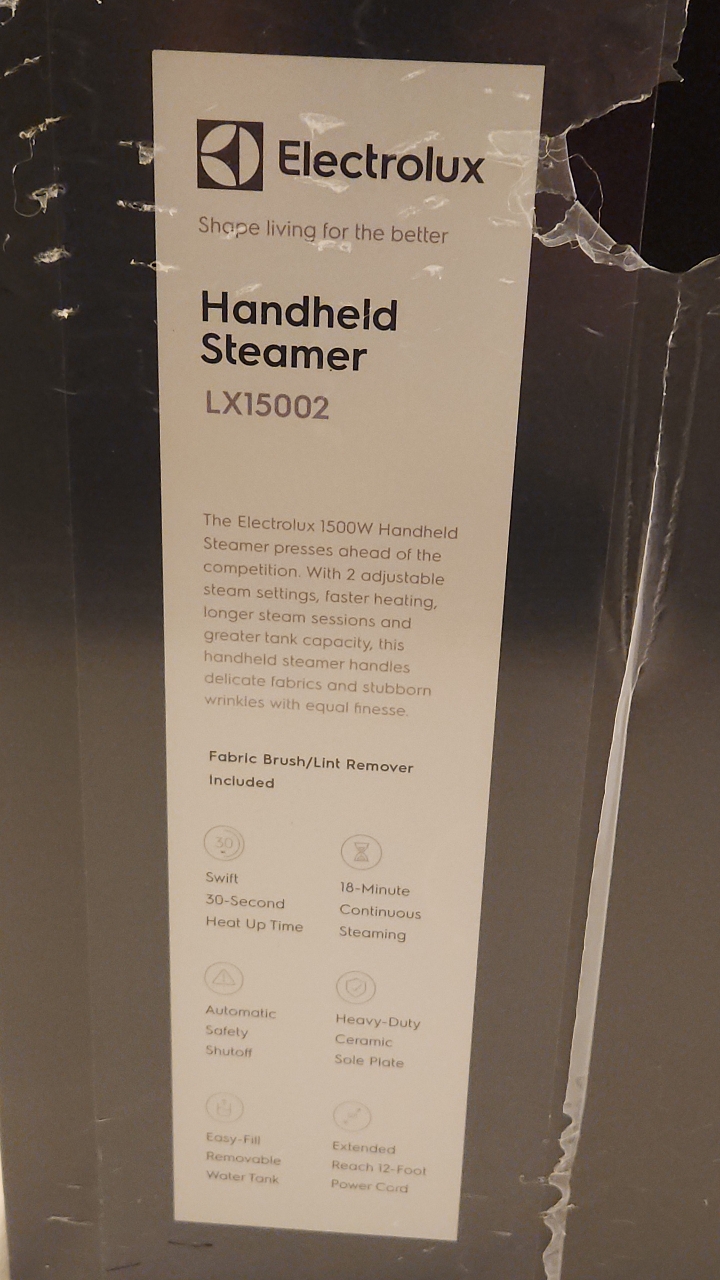 Electrolux
Shape living for the better
Handheld
Steamer
LX15002
The Electrolux 1500W Handheld
Steamer presses ahead of the
competition. With 2 adjustable
steam settings, faster heating,
longer steam sessions and
greater tank capacity, this
handheld steamer handles
delicate fabrics and stubborn
wrinkles with equal finesse.
Fabric Brush/Lint Remover
Included
30
Swift
30-Second
Heat Up Time
18-Minute
Continuous
Steaming
Automatic
Safety
Shutoff
Heavy-Duty
Ceramic
Sole Plate
Easy-Fill
Removable
Water Tank
Extended
Reach 12-Foot
Power Cord